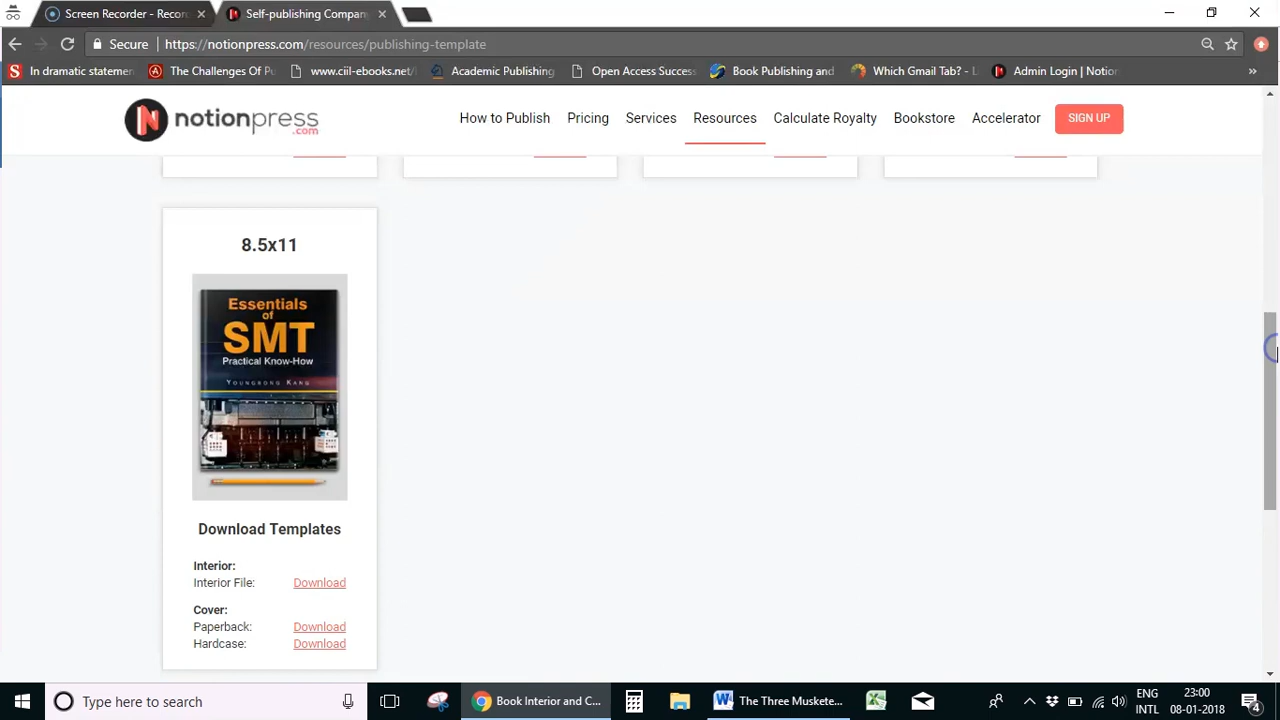 Screen Recorder - Recor
Self-publishing Company
Secure
https://notionpress.com/resources/publishing-template
In dramatic statemen
The Challenges Of Pu
www.ciil-ebooks.net/
Academic Publishing
Open Access Success
Book Publishing and
Which Gmail Tab? - L
Admin Login | Notion
»
notionpress
.com
How to Publish
Pricing
Services
Resources
Calculate Royalty
Bookstore
Accelerator
SIGN UP
8.5x11
Essentials
of
SMT
Practical Know-How
YOUNGRONG KANG
Download Templates
Interior:
Interior File: Download
Cover:
Paperback: Download
Hardcase: Download
Type here to search
Book Interior and C...
The Three Muskete...
ENG
INTL
23:00
08-01-2018
4